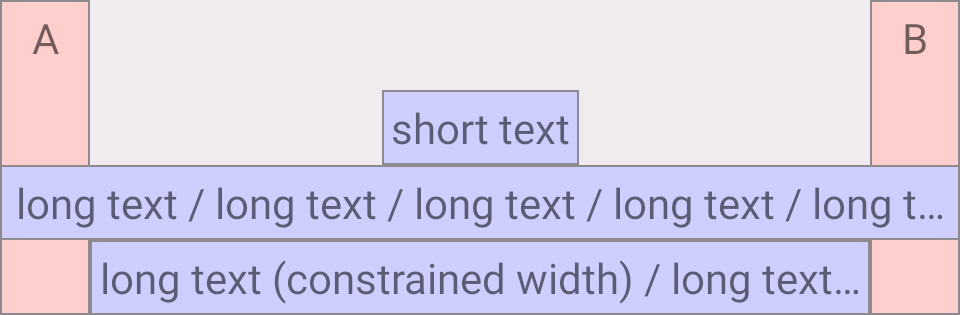 A
B
short text
long text / long text / long text / long text / long t…
long text (constrained width) / long text…